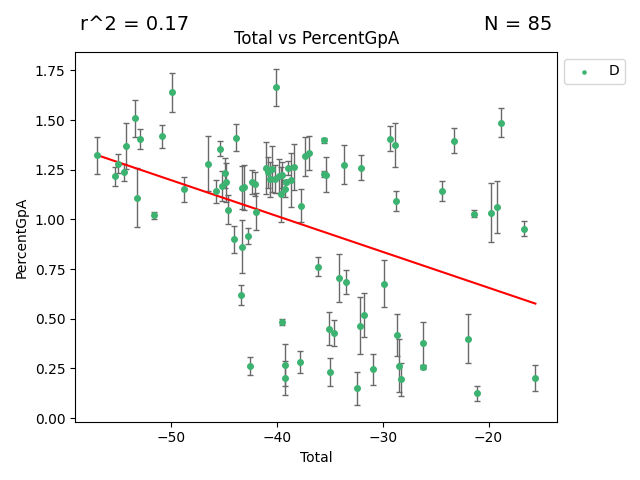 r^2 = 0.17
N = 85
Total vs PercentGpA
D
PercentGpA
1.75
1.50
1.25
1.00
0.75
0.50
0.25
0.00
−50
−40
−30
−20
Total